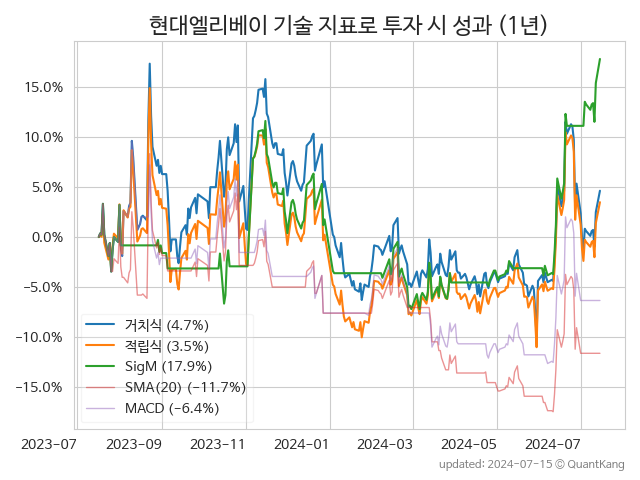 현대엘리베이 기술 지표로 투자 시 성과 (1년)
15.0%
10.0%
5.0%
0.0%
−5.0%
−10.0%
−15.0%
거치식 (4.7%)
적립식 (3.5%)
SigM (17.9%)
SMA(20) (−11.7%)
MACD (−6.4%)
2023-07 2023-09 2023-11 2024-01 2024-03 2024-05 2024-07
updated: 2024-07-15 © QuantKang